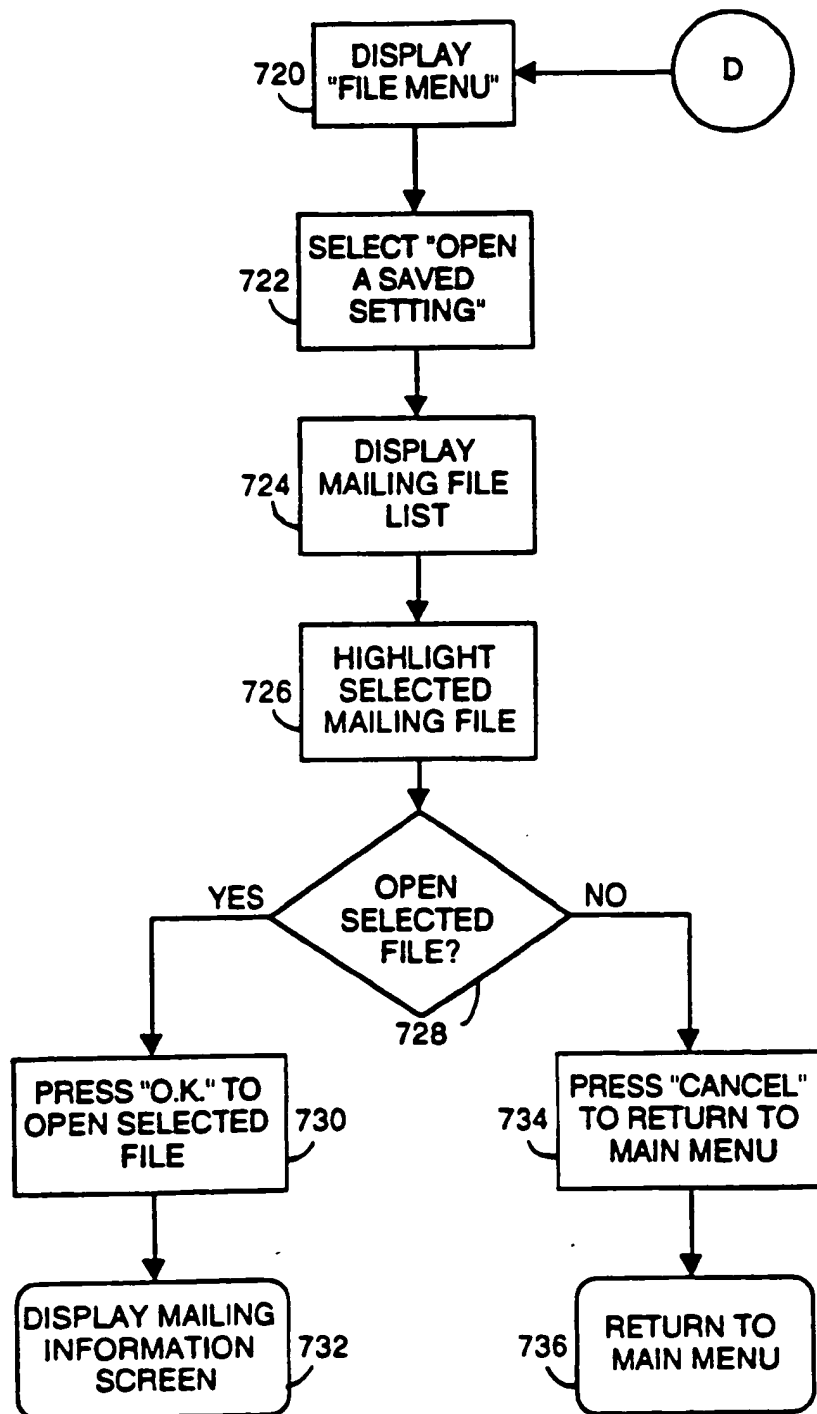 DISPLAY
"FILE MENU"
720
D
SELECT "OPEN
A SAVED
SETTING"
722
DISPLAY
MAILING FILE
LIST
724
HIGHLIGHT
SELECTED
MAILING FILE
726
YES
OPEN
SELECTED
FILE?
NO
728
PRESS "O.K." TO
OPEN SELECTED
FILE
730
PRESS "CANCEL"
TO RETURN TO
MAIN MENU
734
DISPLAY MAILING
INFORMATION
SCREEN
732
RETURN TO
MAIN MENU
736